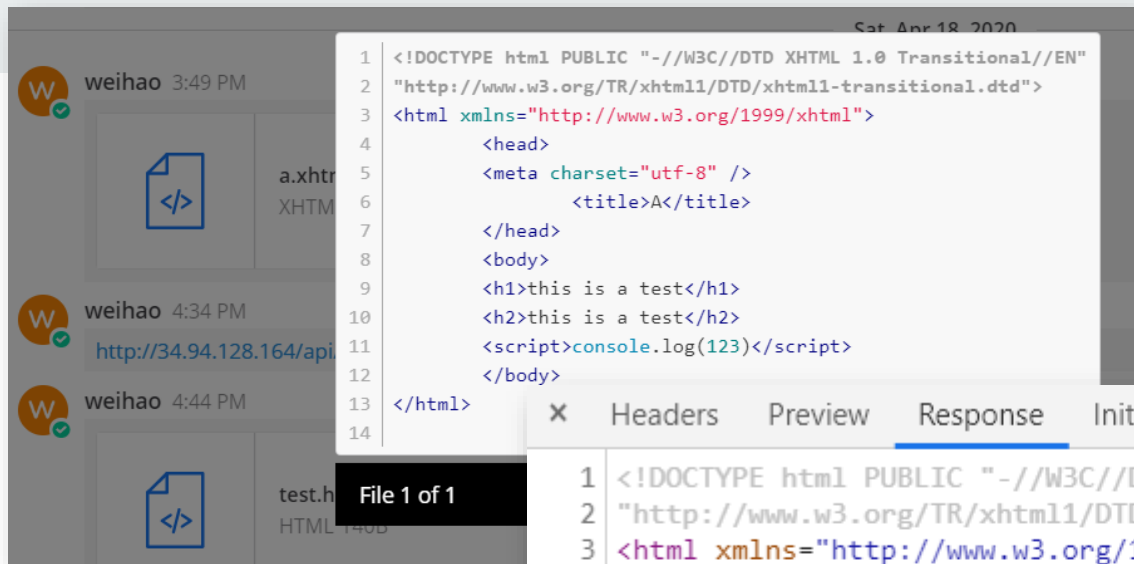 Sat, Apr 18, 2020
W
weihao 3:49 PM
</>
XHTM
W
weihao 4:34 PM
http://34.94.128.164/api
W
weihao 4:44 PM
</>
HTML
1 <!DOCTYPE html PUBLIC "-//W3C//DTD XHTML 1.0 Transitional//EN"
2 "http://www.w3.org/TR/xhtml1/DTD/xhtml1-transitional.dtd">
3 <html xmlns="http://www.w3.org/1999/xhtml">
4 <head>
5 <meta charset="utf-8" />
6 <title>A</title>
7 </head>
8 <body>
9 <h1>this is a test</h1>
10 <h2>this is a test</h2>
11 <script>console.log(123)</script>
12 </body>
13 </html>
14
File 1 of 1
× Headers Preview Response Init
1 <!DOCTYPE html PUBLIC "-//W3C//D
2 "http://www.w3.org/TR/xhtml1/DTD
3 <html xmlns="http://www.w3.org/1